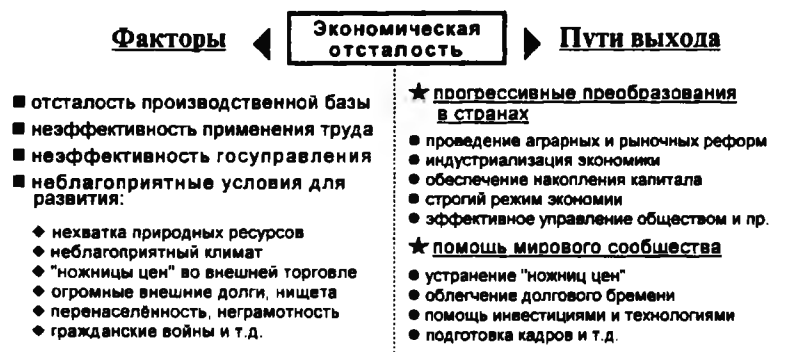 Факторы
Экономическая
отсталость
Пути выхода
отсталость производственной базы
неэффективность применения труда
неэффективность госуправления
неблагоприятные условия для
развития:
нехватка природных ресурсов
неблагоприятный климат
"ножницы цен" во внешней торговле
огромные внешние долги, нищета
перенаселённость, неграмотность
гражданские войны и т.д.
прогрессивные преобразования
в странах
проведение аграрных и рыночных реформ
индустриализация экономики
обеспечение накопления капитала
строгий режим экономии
эффективное управление обществом и пр.
помощь мирового сообщества
устранение "ножниц цен"
облегчение долгового бремени
помощь инвестициями и технологиями
подготовка кадров и т.д.